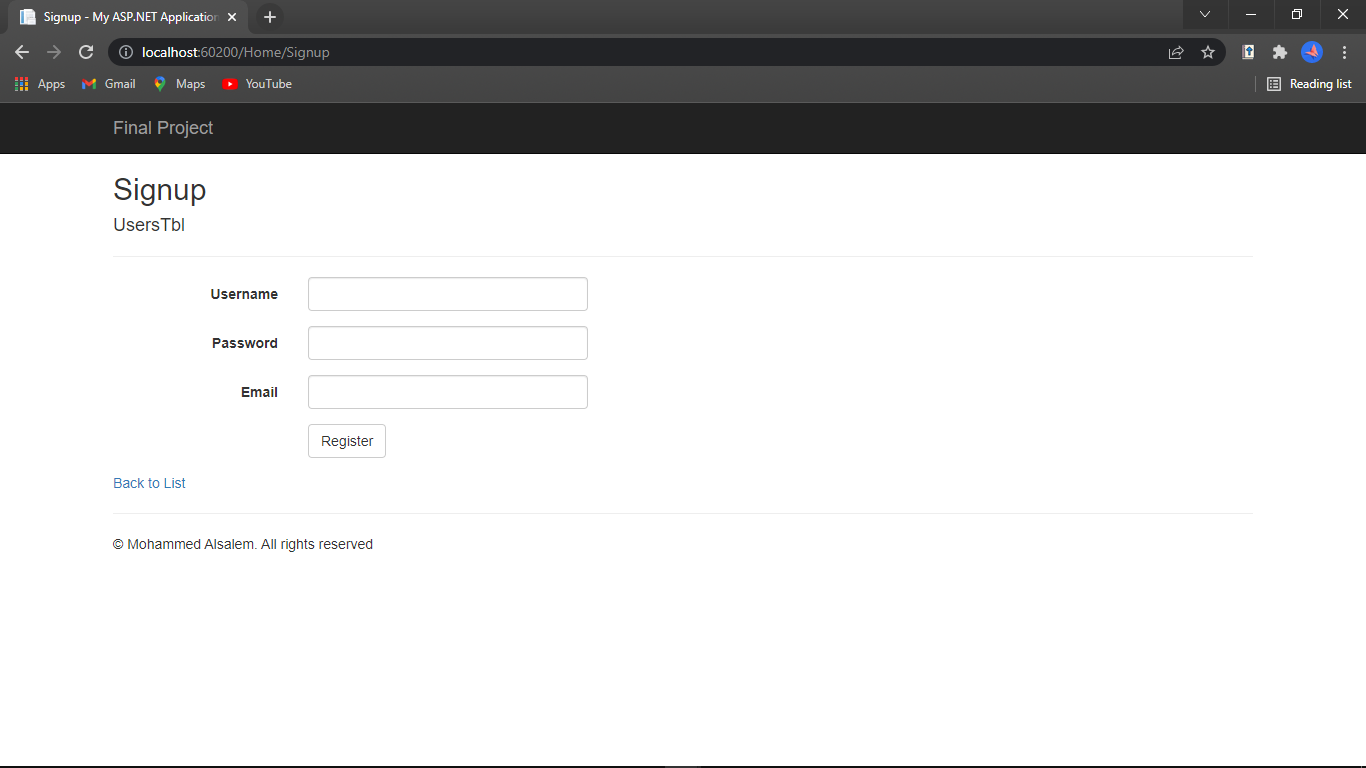 Signup - My ASP.NET Application
localhost:60200/Home/Signup
Apps Gmail Maps YouTube Reading list
Final Project
Signup
UsersTbl
Username
Password
Email
Register
Back to List
© Mohammed Alsalem. All rights reserved